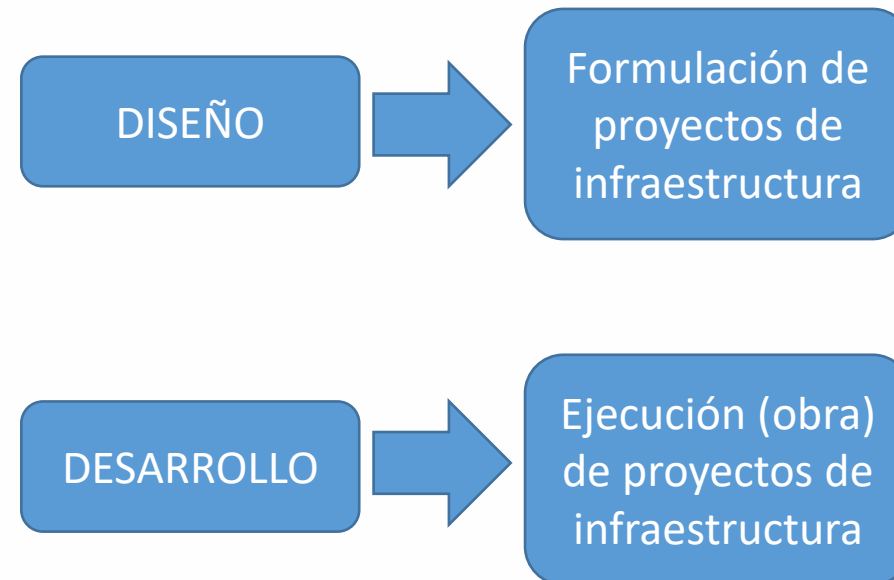 DISEÑO
Formulación de
proyectos de
infraestructura
DESARROLLO
Ejecución (obra)
de proyectos de
infraestructura